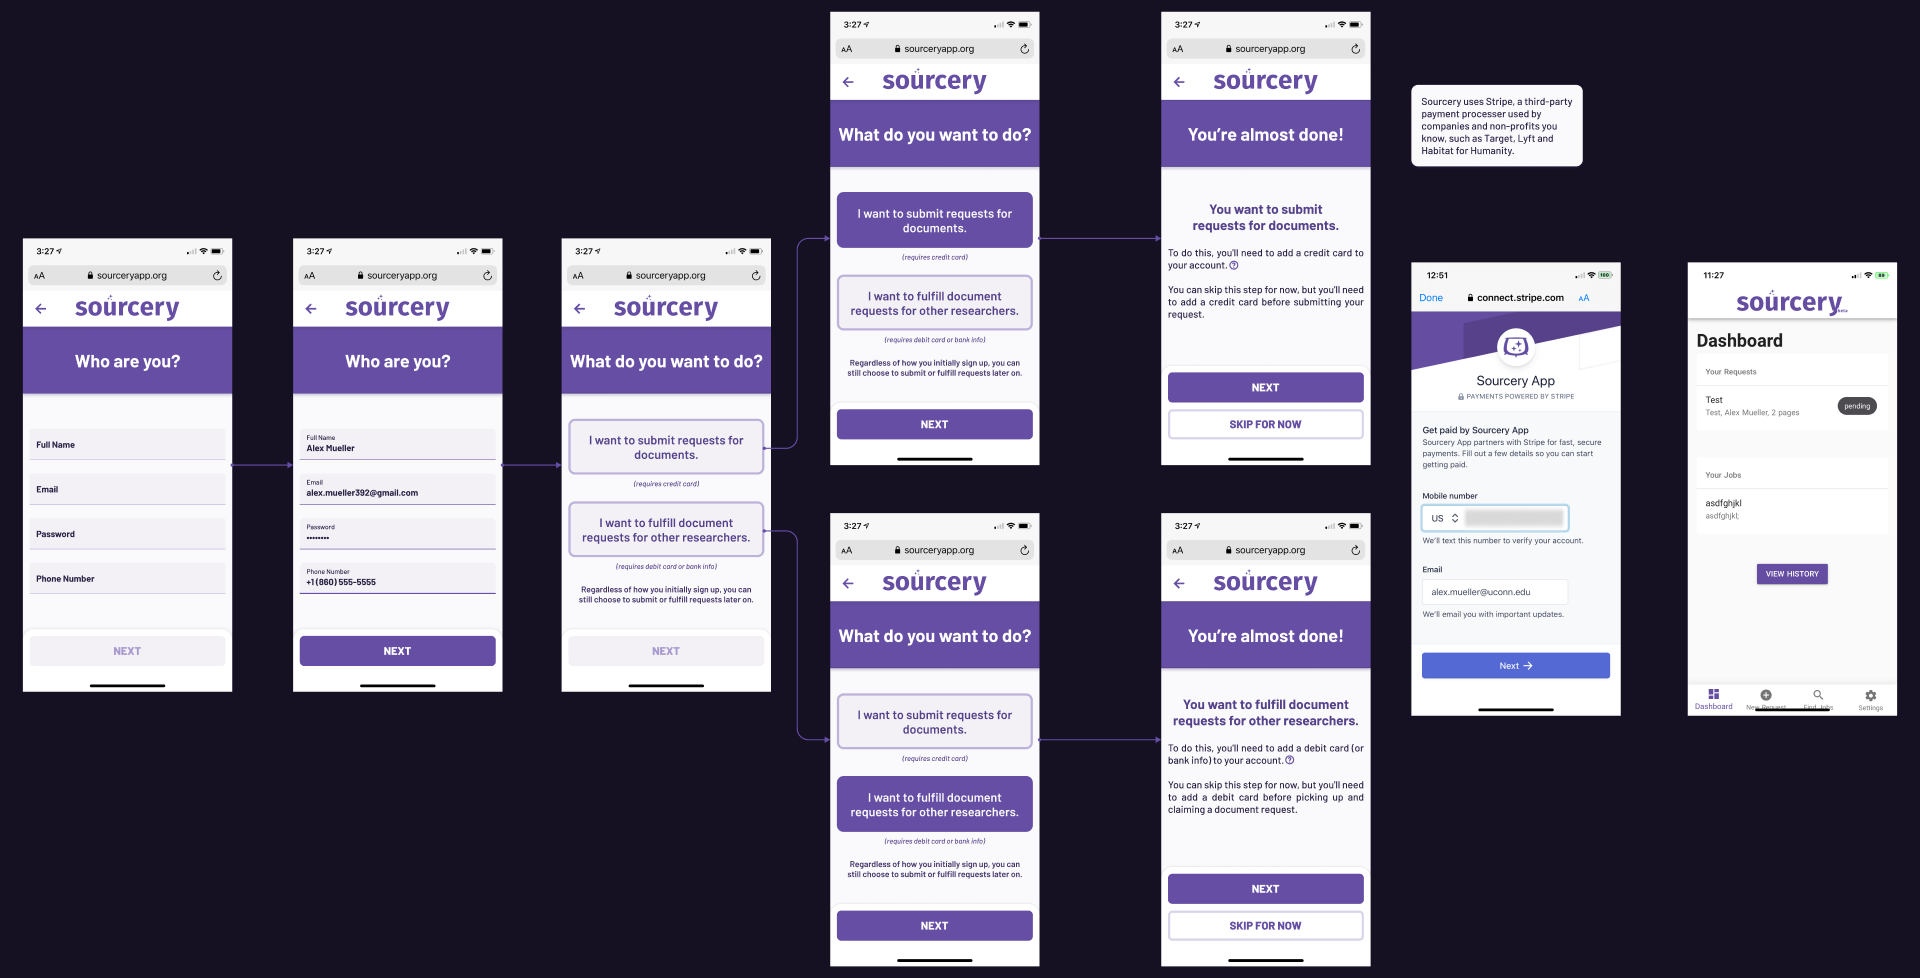 3:27
AA
sourceryapp.org
sourcery
Who are you?
Full Name
Email
Password
Phone Number
NEXT
3:27
AA
sourceryapp.org
sourcery
Who are you?
Full Name
Alex Mueller
Email
alex.mueller392@gmail.com
Password
••••••••
Phone Number
+1 (860) 555-5555
NEXT
3:27
AA
sourceryapp.org
sourcery
What do you want to do?
I want to submit requests for
documents.
(requires credit card)
I want to fulfill document
requests for other researchers.
(requires debit card or bank info)
Regardless of how you initially sign up, you can
still choose to submit or fulfill requests later on.
NEXT
3:27
AA
sourceryapp.org
sourcery
What do you want to do?
I want to submit requests for
documents.
(requires credit card)
I want to fulfill document
requests for other researchers.
(requires debit card or bank info)
Regardless of how you initially sign up, you can
still choose to submit or fulfill requests later on.
NEXT
3:27
AA
sourceryapp.org
sourcery
You're almost done!
You want to submit
requests for documents.
To do this, you'll need to add a credit card to
your account. ?
You can skip this step for now, but you'll need
to add a credit card before submitting your
request.
NEXT
SKIP FOR NOW
3:27
AA
sourceryapp.org
sourcery
What do you want to do?
I want to submit requests for
documents.
(requires credit card)
I want to fulfill document
requests for other researchers.
(requires debit card or bank info)
Regardless of how you initially sign up, you can
still choose to submit or fulfill requests later on.
NEXT
3:27
AA
sourceryapp.org
sourcery
You're almost done!
You want to fulfill document
requests for other researchers.
To do this, you'll need to add a debit card (or
bank info) to your account. ?
You can skip this step for now, but you'll need
to add a debit card before picking up and
claiming a document request.
NEXT
SKIP FOR NOW
Sourcery uses Stripe, a third-party
payment processer used by
companies and non-profits you
know, such as Target, Lyft and
Habitat for Humanity.
12:51
100
Done
connect.stripe.com
AA
Sourcery App
PAYMENTS POWERED BY STRIPE
Get paid by Sourcery App
Sourcery App partners with Stripe for fast, secure
payments. Fill out a few details so you can start
getting paid.
Mobile number
US
We'll text this number to verify your account.
Email
alex.mueller@uconn.edu
We'll email you with important updates.
Next →
11:27
sourcery
beta
Dashboard
Your Requests
Test
Test, Alex Mueller, 2 pages
pending
Your Jobs
asdfghjkl
asdfghjkl;
VIEW HISTORY
Dashboard
New Request
Find Jobs
Settings